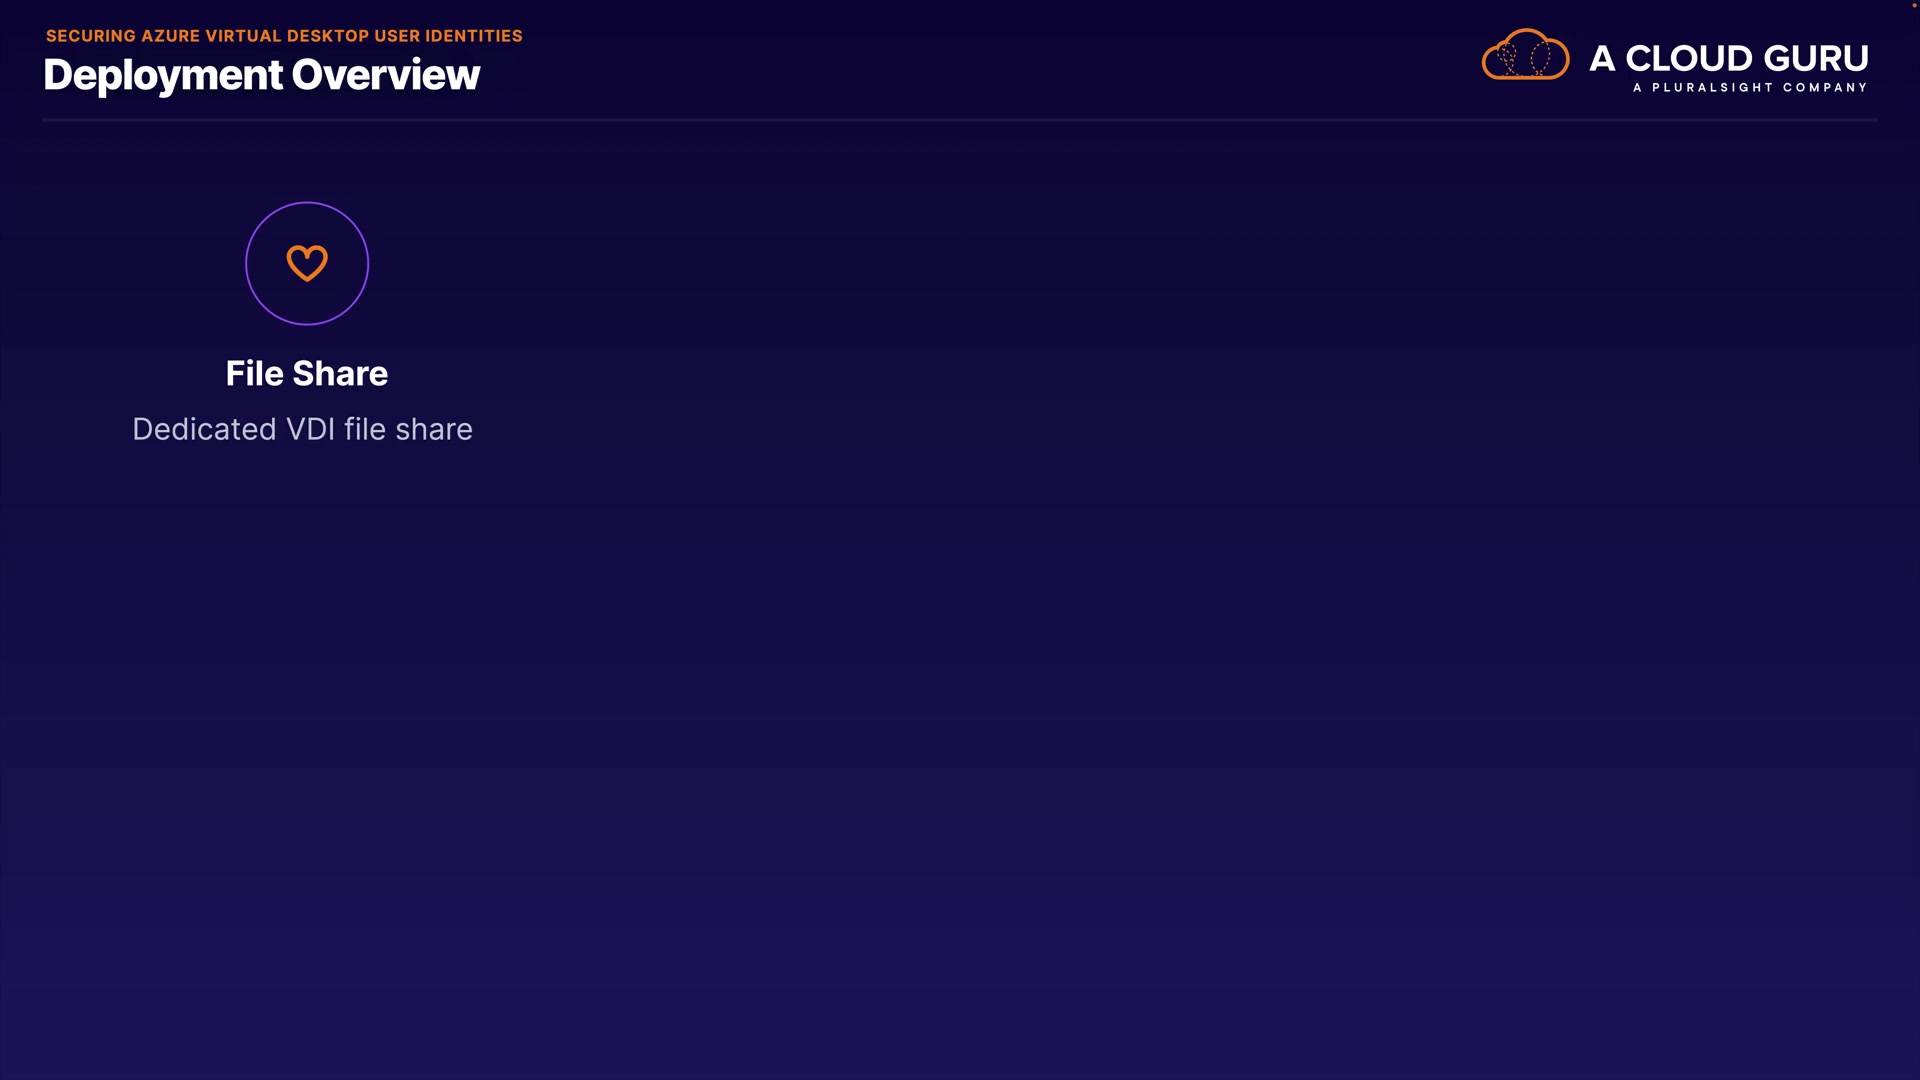 SECURING AZURE VIRTUAL DESKTOP USER IDENTITIES
Deployment Overview
A CLOUD GURU
A PLURALSIGHT COMPANY
File Share
Dedicated VDI file share